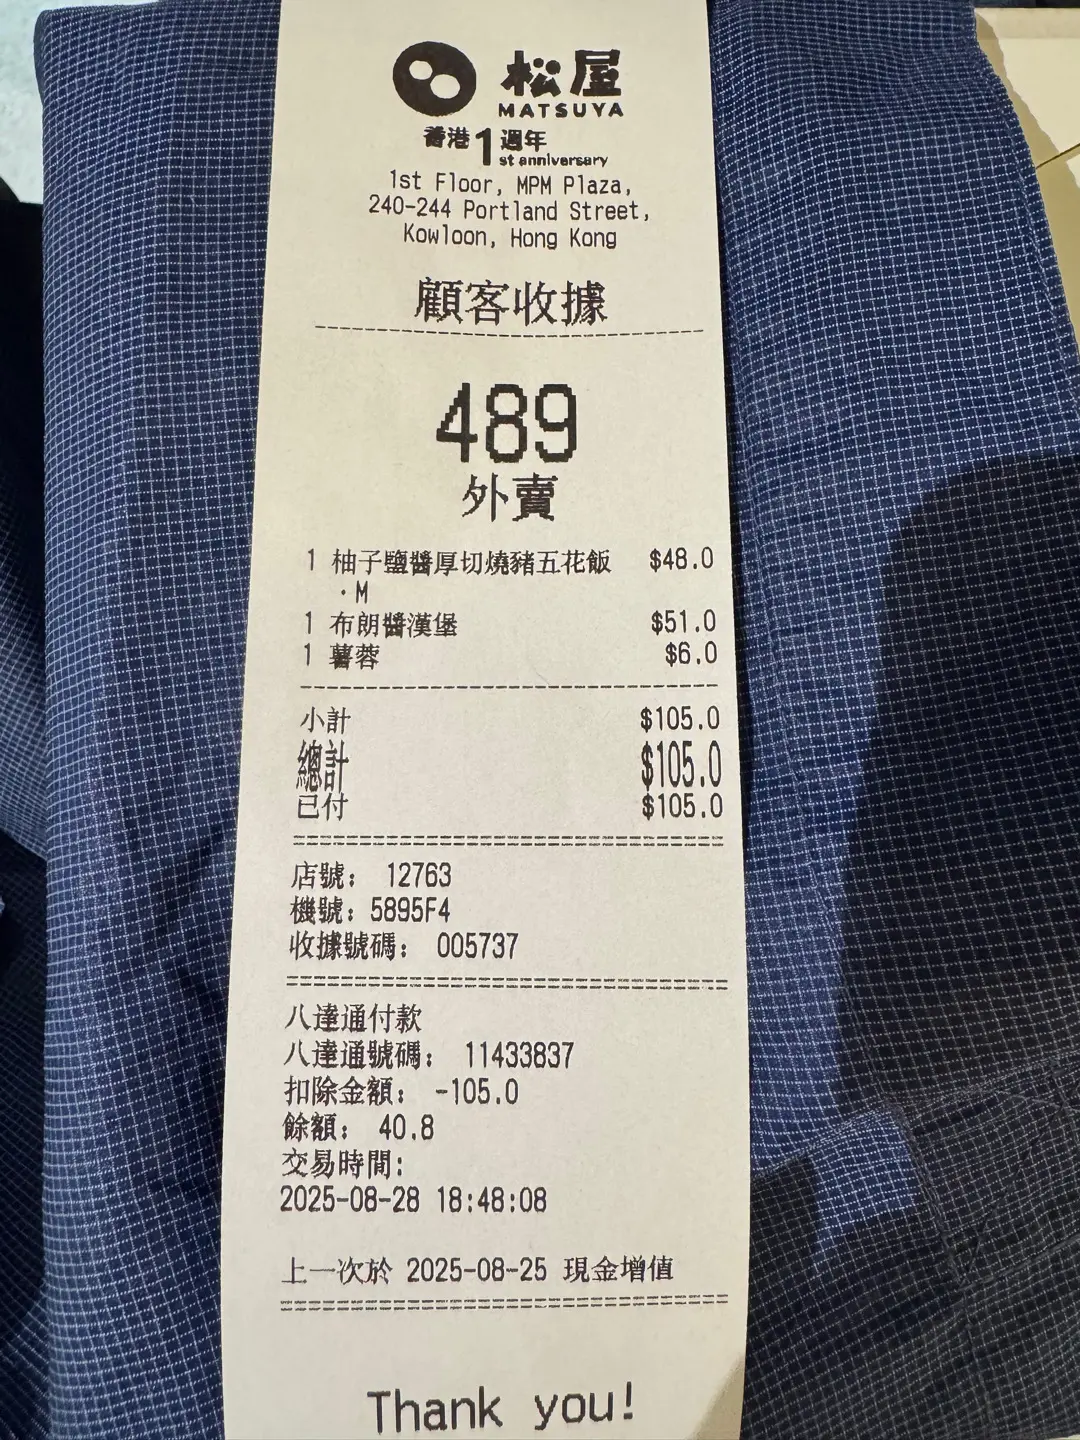 松屋
MATSUYA
香港1週年
st anniversary
1st Floor, MPM Plaza,
240-244 Portland Street,
Kowloon, Hong Kong
顧客收據
489
外賣
1 柚子鹽醬厚切燒豬五花飯 $48.0
·M
1 布朗醬漢堡 $51.0
1 薯蓉 $6.0
小計 $105.0
總計 $105.0
已付 $105.0
店號: 12763
機號: 5895F4
收據號碼: 005737
八達通付款
八達通號碼: 11433837
扣除金額: -105.0
餘額: 40.8
交易時間:
2025-08-28 18:48:08
上一次於 2025-08-25 現金增值
Thank you!